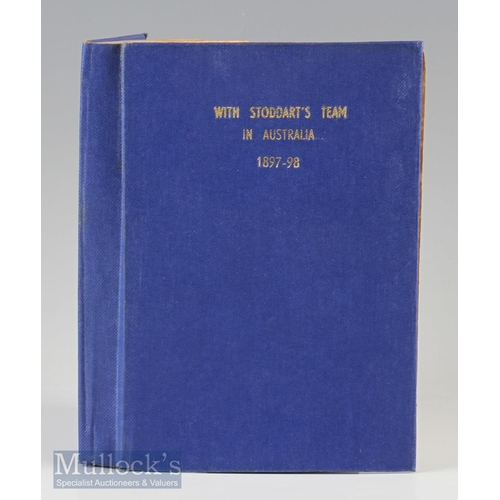 WITH STODDART'S TEAM
IN AUSTRALIA
1897-98
Mullock's
Specialist Auctioneers & Valuers